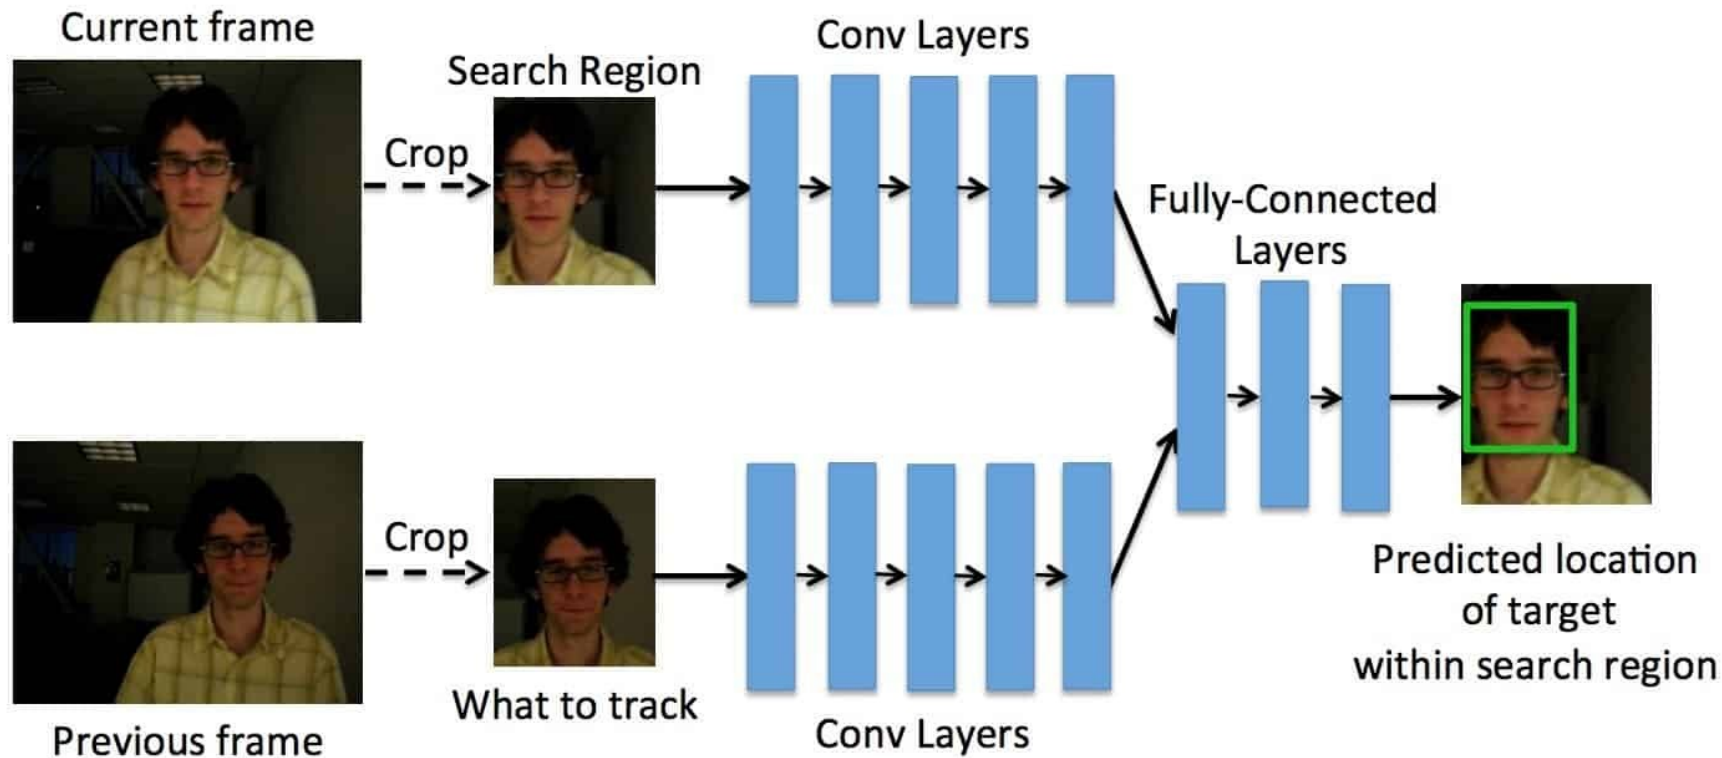 Current frame
Search Region
Conv Layers
Crop
Fully-Connected
Layers
Crop
What to track
Previous frame
Conv Layers
Predicted location
of target
within search region